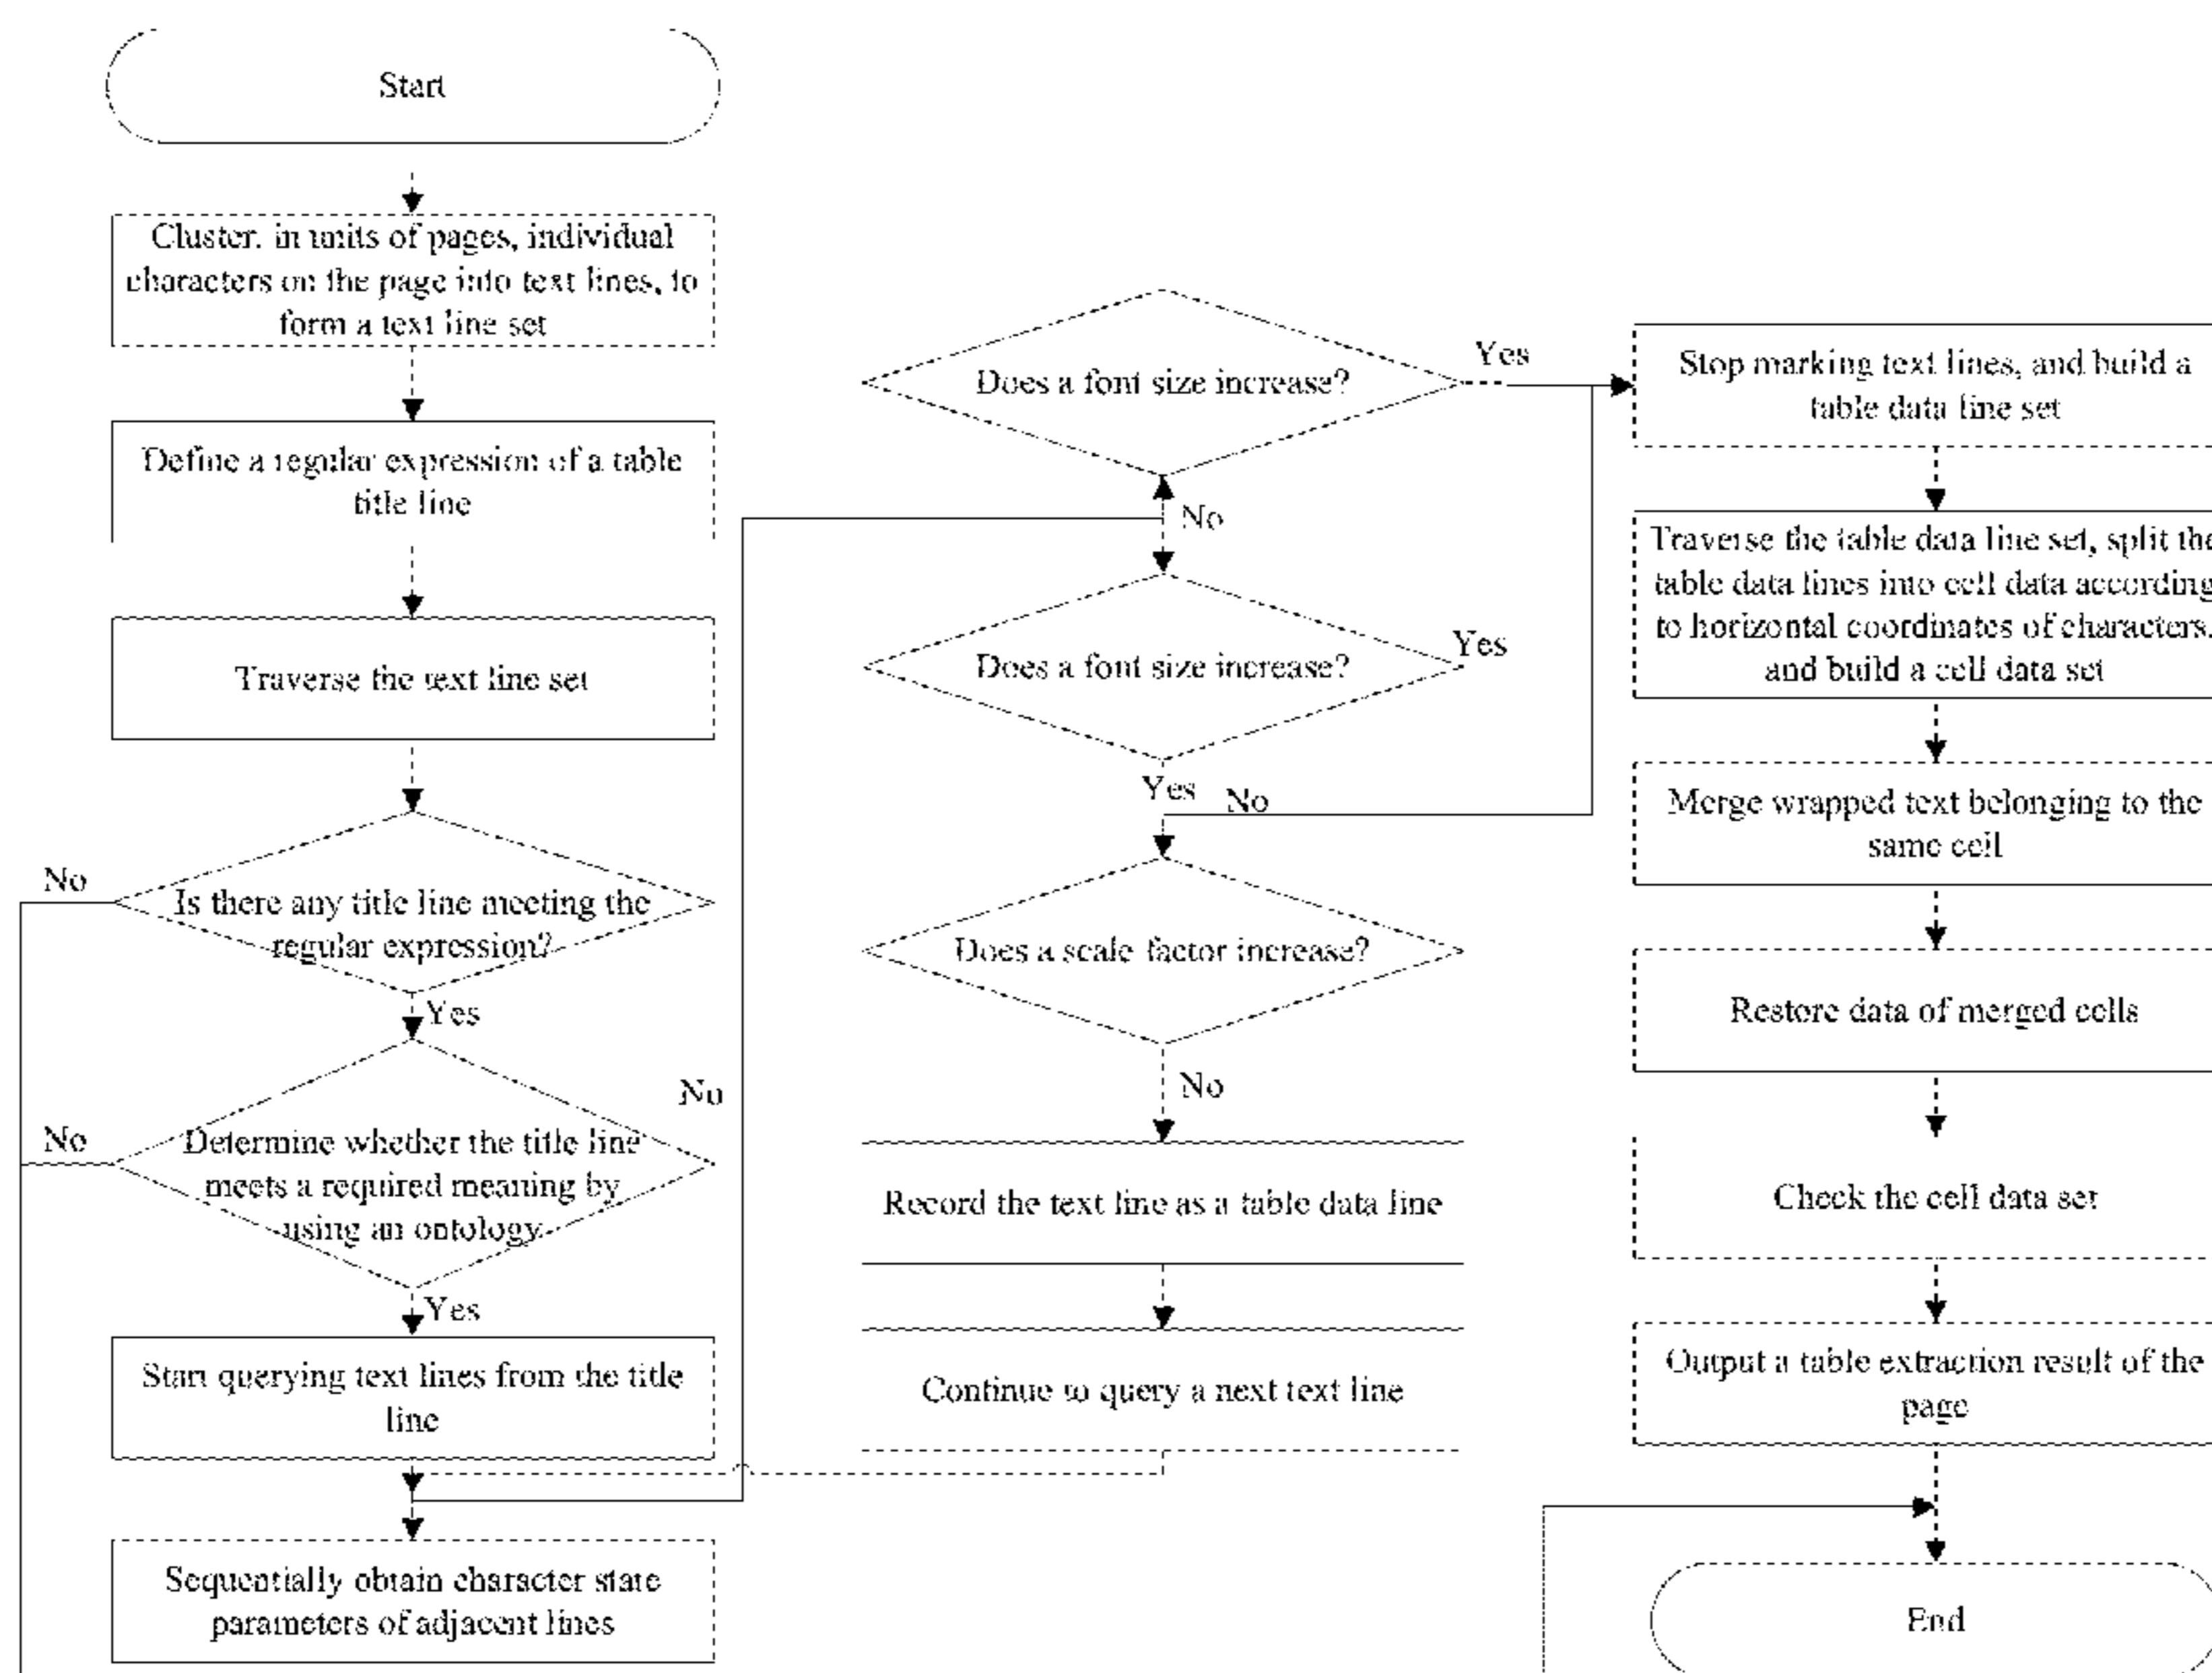 Start
Cluster. in units of pages, individual
characters on the page into text lines, to
form a text line set
Define a regular expression of a table
title line
Traverse the text line set
No
Is there any title line meeting the
regular expression?
Yes
No
No
Determine whether the title line
meets a required meaning by
using an ontology
Yes
Start querying text lines from the title
line
Sequentially obtain character state
parameters of adjacent lines
Does a font size increase?
Yes
No
Does a font size increase?
Yes
Yes
No
Does a scale factor increase?
No
Record the text line as a table data line
Continue to query a next text line
Stop marking text lines, and build a
table data line set
Traverse the table data line set, split the
table data lines into cell data according
to horizontal coordinates of characters,
and build a cell data set
Merge wrapped text belonging to the
same cell
Restore data of merged cells
Check the cell data set
Output a table extraction result of the
page
End